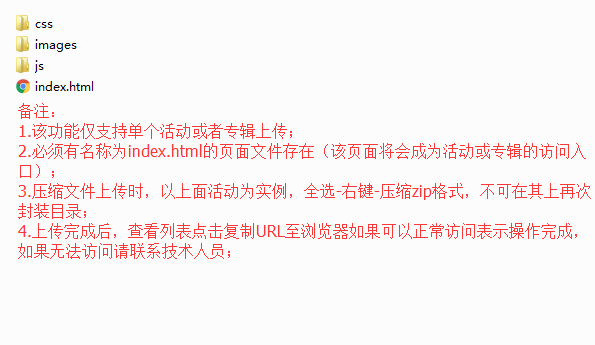 css
images
js
index.html
备注：
1.该功能仅支持单个活动或者专辑上传；
2.必须有名称为index.html的页面文件存在（该页面将会成为活动或专辑的访问入
口）；
3.压缩文件上传时，以上面活动为实例，全选-右键-压缩zip格式，不可在其上再次
封装目录；
4.上传完成后，查看列表点击复制URL至浏览器如果可以正常访问表示操作完成，
如果无法访问请联系技术人员；